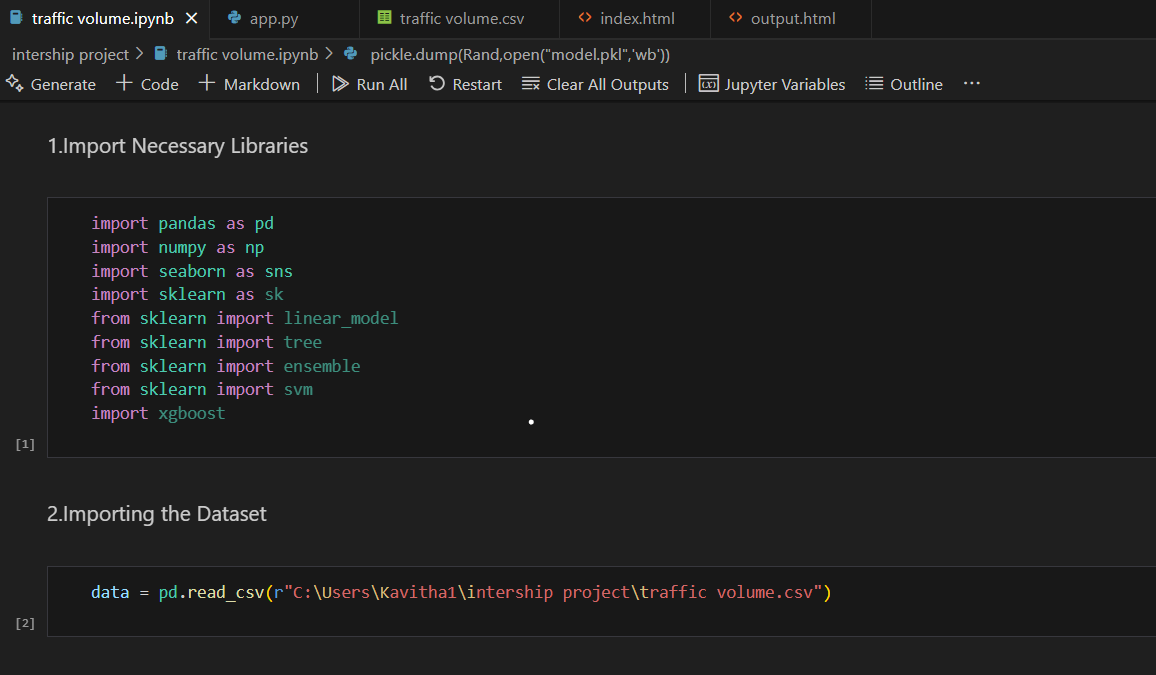 traffic volume.ipynb
app.py
traffic volume.csv
index.html
output.html
intership project > traffic volume.ipynb > pickle.dump(Rand,open("model.pkl",'wb'))
Generate + Code + Markdown Run All Restart Clear All Outputs Jupyter Variables Outline ...
1.Import Necessary Libraries
import pandas as pd
import numpy as np
import seaborn as sns
import sklearn as sk
from sklearn import linear_model
from sklearn import tree
from sklearn import ensemble
from sklearn import svm
import xgboost
[1]
2.Importing the Dataset
data = pd.read_csv(r"C:\Users\Kavitha1\intership project\traffic volume.csv")
[2]